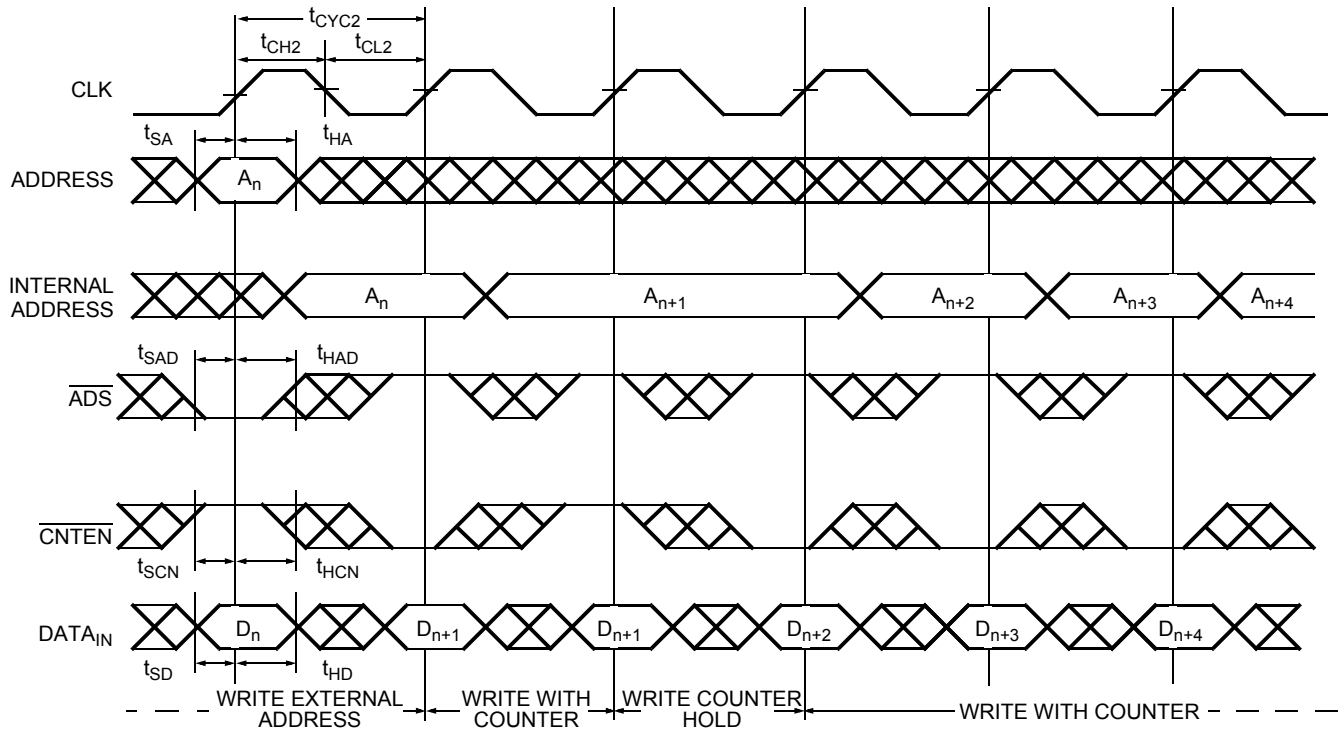 tCYC2
tCH2 tCL2
CLK
tSA tHA
ADDRESS An
INTERNAL
ADDRESS
An An+1 An+2 An+3 An+4
tSAD tHAD
ADS
CNTEN
tSCN tHCN
DATAIN Dn Dn+1 Dn+1 Dn+2 Dn+3 Dn+4
tSD tHD
WRITE EXTERNAL
ADDRESS
WRITE WITH
COUNTER
WRITE COUNTER
HOLD
WRITE WITH COUNTER